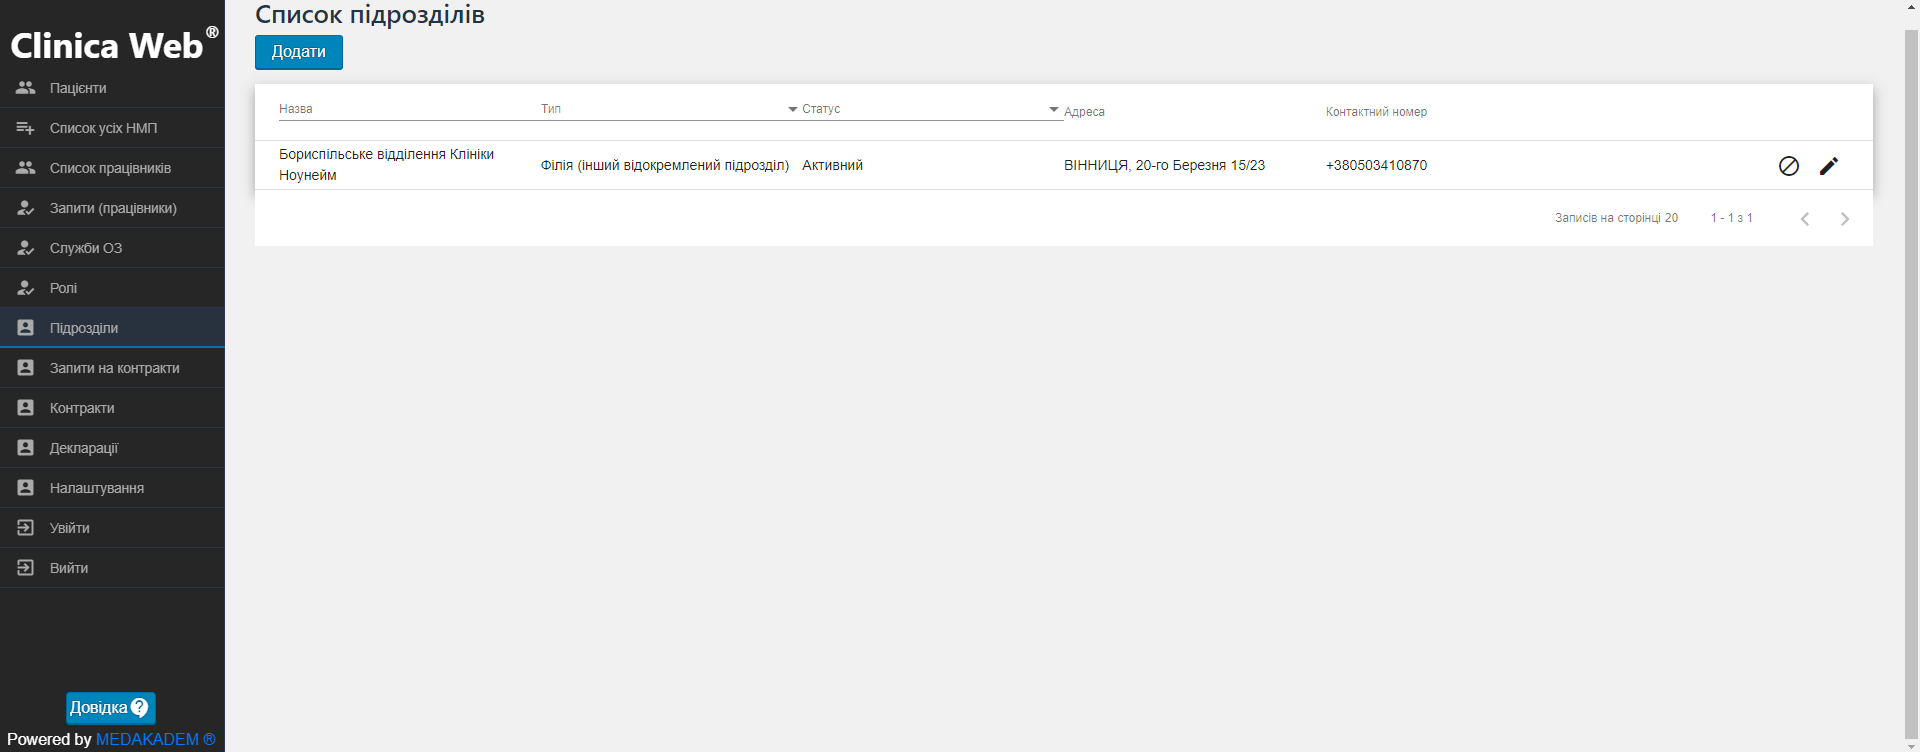 Clinica Web®
Пацієнти
Список усіх НМП
Список працівників
Запити (працівники)
Служби ОЗ
Ролі
Підрозділи
Запити на контракти
Контракти
Декларації
Налаштування
Увійти
Вийти
Довідка ?
Powered by MEDAKADEM ®
Список підрозділів
Додати
Назва Тип Статус Адреса Контактний номер
Бориспільське відділення Клініки
Ноунейм
Філія (інший відокремлений підрозділ) Активний ВІННИЦЯ, 20-го Березня 15/23 +380503410870
Записів на сторінці 20 1 - 1 з 1